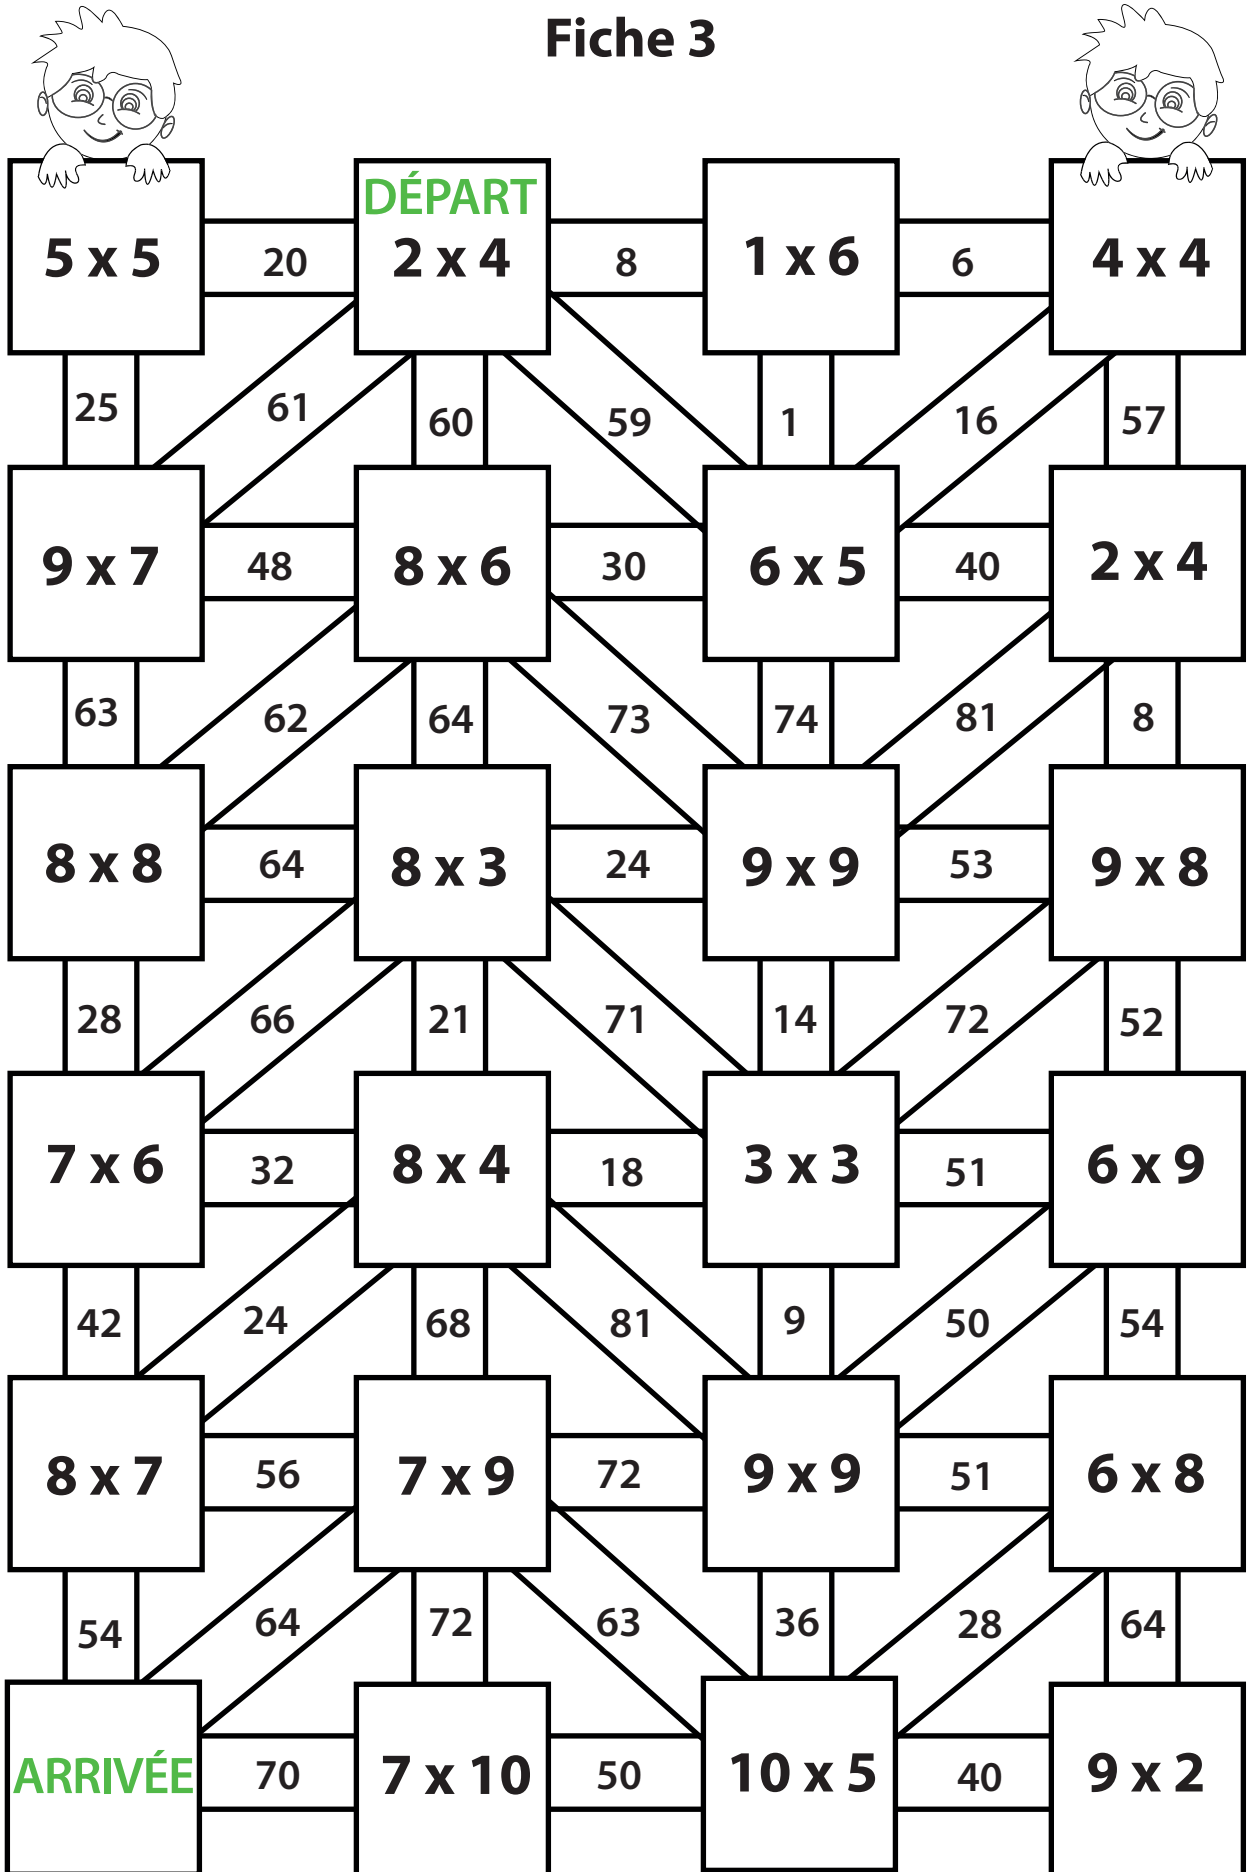 Fiche 3
DÉPART
5 x 5 20 2 x 4 8 1 x 6 6 4 x 4
25 61 60 59 1 16 57
9 x 7 48 8 x 6 30 6 x 5 40 2 x 4
63 62 64 73 74 81 8
8 x 8 64 8 x 3 24 9 x 9 53 9 x 8
28 66 21 71 14 72 52
7 x 6 32 8 x 4 18 3 x 3 51 6 x 9
42 24 68 81 9 50 54
8 x 7 56 7 x 9 72 9 x 9 51 6 x 8
54 64 72 63 36 28 64
ARRIVÉE 70 7 x 10 50 10 x 5 40 9 x 2